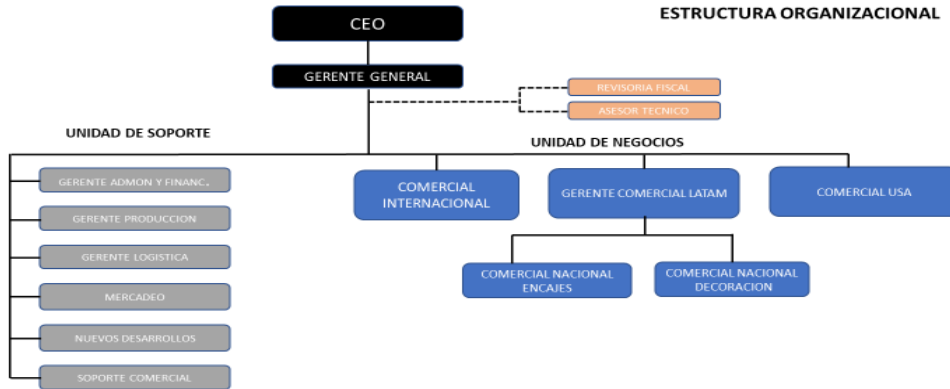 ESTRUCTURA ORGANIZACIONAL
CEO
GERENTE GENERAL
REVISORIA FISCAL
ASESOR TECNICO
UNIDAD DE SOPORTE
UNIDAD DE NEGOCIOS
GERENTE ADMON Y FINANC.
GERENTE PRODUCCION
GERENTE LOGISTICA
MERCADEO
NUEVOS DESARROLLOS
SOPORTE COMERCIAL
COMERCIAL
INTERNACIONAL
GERENTE COMERCIAL LATAM
COMERCIAL USA
COMERCIAL NACIONAL
ENCAJES
COMERCIAL NACIONAL
DECORACION